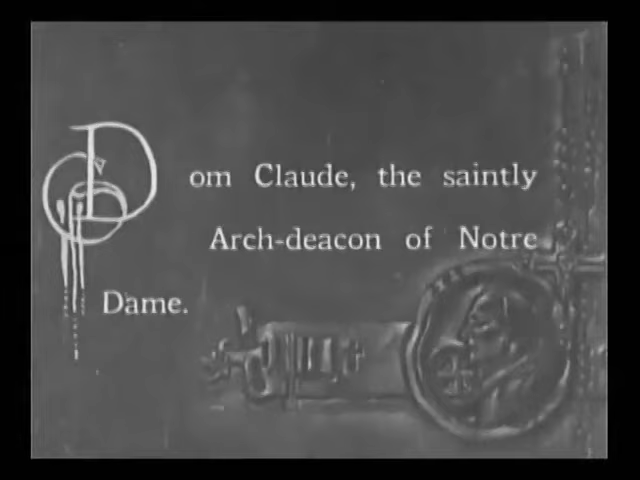 Dom Claude, the saintly
Arch-deacon of Notre
Dame.